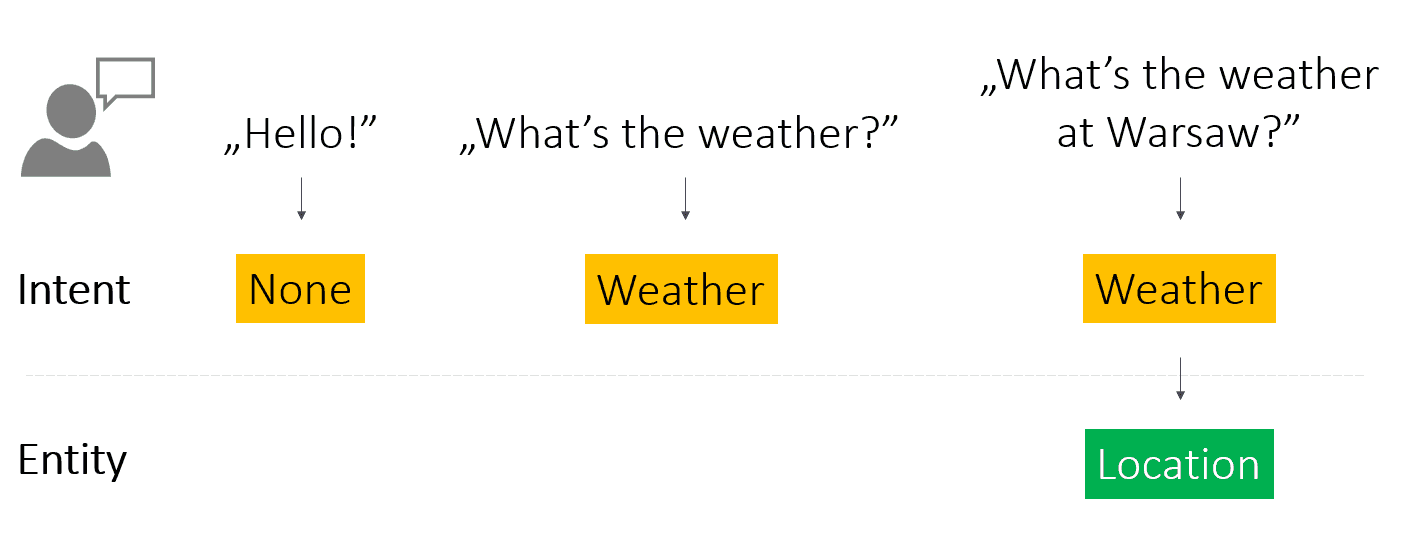 „Hello!”
„What’s the weather?”
„What’s the weather
at Warsaw?”
Intent
None
Weather
Weather
Entity
Location